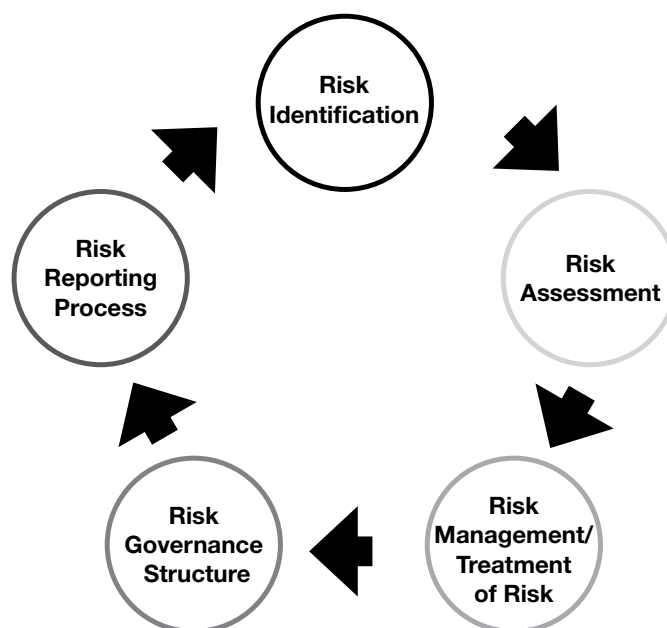 Risk
Identification
Risk
Assessment
Risk
Management/
Treatment
of Risk
Risk
Governance
Structure
Risk
Reporting
Process